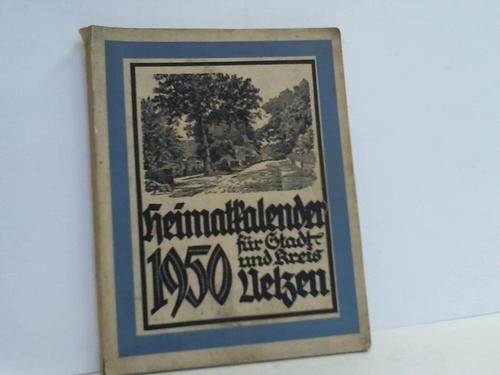 Heimatkalender
für Stadt
und Kreis
1950 Uelzen